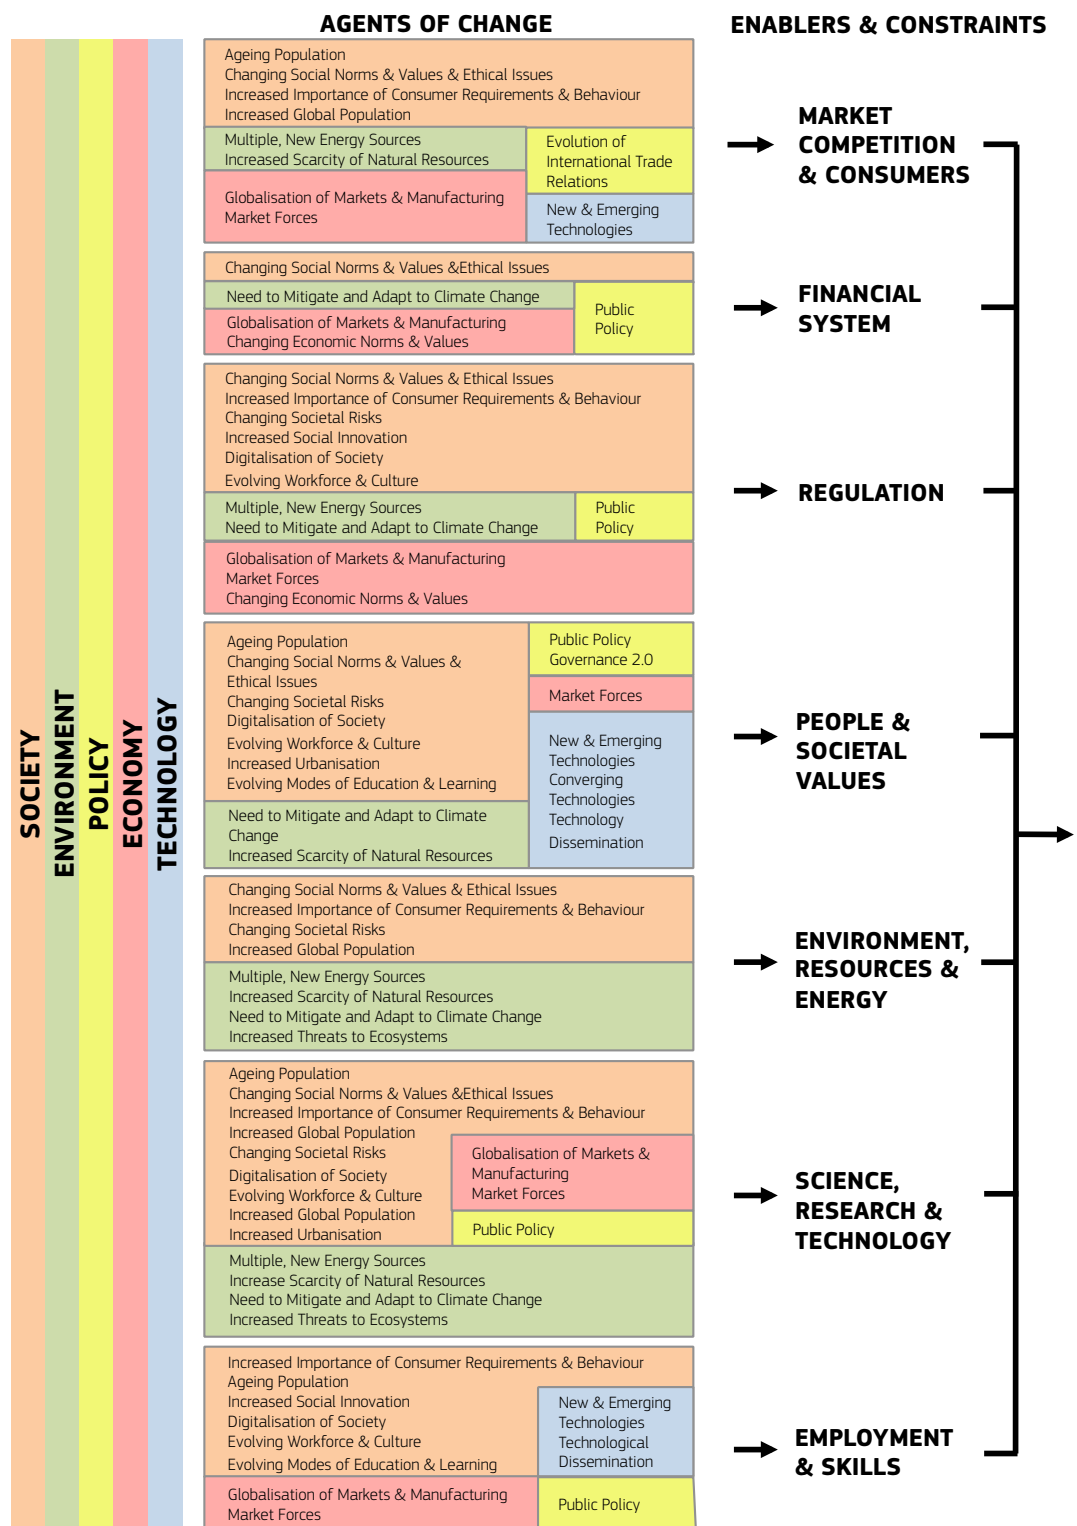 AGENTS OF CHANGE
ENABLERS & CONSTRAINTS
SOCIETY
ENVIRONMENT
POLICY
ECONOMY
TECHNOLOGY
Ageing Population
Changing Social Norms & Values & Ethical Issues
Increased Importance of Consumer Requirements & Behaviour
Increased Global Population
Multiple, New Energy Sources
Increased Scarcity of Natural Resources
Evolution of
International Trade
Relations
Globalisation of Markets & Manufacturing
Market Forces
New & Emerging
Technologies
MARKET
COMPETITION
& CONSUMERS
Changing Social Norms & Values &Ethical Issues
Need to Mitigate and Adapt to Climate Change
Globalisation of Markets & Manufacturing
Changing Economic Norms & Values
Public
Policy
FINANCIAL
SYSTEM
Changing Social Norms & Values & Ethical Issues
Increased Importance of Consumer Requirements & Behaviour
Changing Societal Risks
Increased Social Innovation
Digitalisation of Society
Evolving Workforce & Culture
Multiple, New Energy Sources
Need to Mitigate and Adapt to Climate Change
Public
Policy
Globalisation of Markets & Manufacturing
Market Forces
Changing Economic Norms & Values
REGULATION
Ageing Population
Changing Social Norms & Values &
Ethical Issues
Changing Societal Risks
Digitalisation of Society
Evolving Workforce & Culture
Increased Urbanisation
Evolving Modes of Education & Learning
Need to Mitigate and Adapt to Climate
Change
Increased Scarcity of Natural Resources
Public Policy
Governance 2.0
Market Forces
New & Emerging
Technologies
Converging
Technologies
Technology
Dissemination
PEOPLE &
SOCIETAL
VALUES
Changing Social Norms & Values & Ethical Issues
Increased Importance of Consumer Requirements & Behaviour
Changing Societal Risks
Increased Global Population
Multiple, New Energy Sources
Increased Scarcity of Natural Resources
Need to Mitigate and Adapt to Climate Change
Increased Threats to Ecosystems
ENVIRONMENT,
RESOURCES &
ENERGY
Ageing Population
Changing Social Norms & Values &Ethical Issues
Increased Importance of Consumer Requirements & Behaviour
Increased Global Population
Changing Societal Risks
Digitalisation of Society
Evolving Workforce & Culture
Increased Global Population
Increased Urbanisation
Globalisation of Markets &
Manufacturing
Market Forces
Public Policy
Multiple, New Energy Sources
Increase Scarcity of Natural Resources
Need to Mitigate and Adapt to Climate Change
Increased Threats to Ecosystems
SCIENCE,
RESEARCH &
TECHNOLOGY
Increased Importance of Consumer Requirements & Behaviour
Ageing Population
Increased Social Innovation
Digitalisation of Society
Evolving Workforce & Culture
Evolving Modes of Education & Learning
New & Emerging
Technologies
Technological
Dissemination
Globalisation of Markets & Manufacturing
Market Forces
Public Policy
EMPLOYMENT
& SKILLS